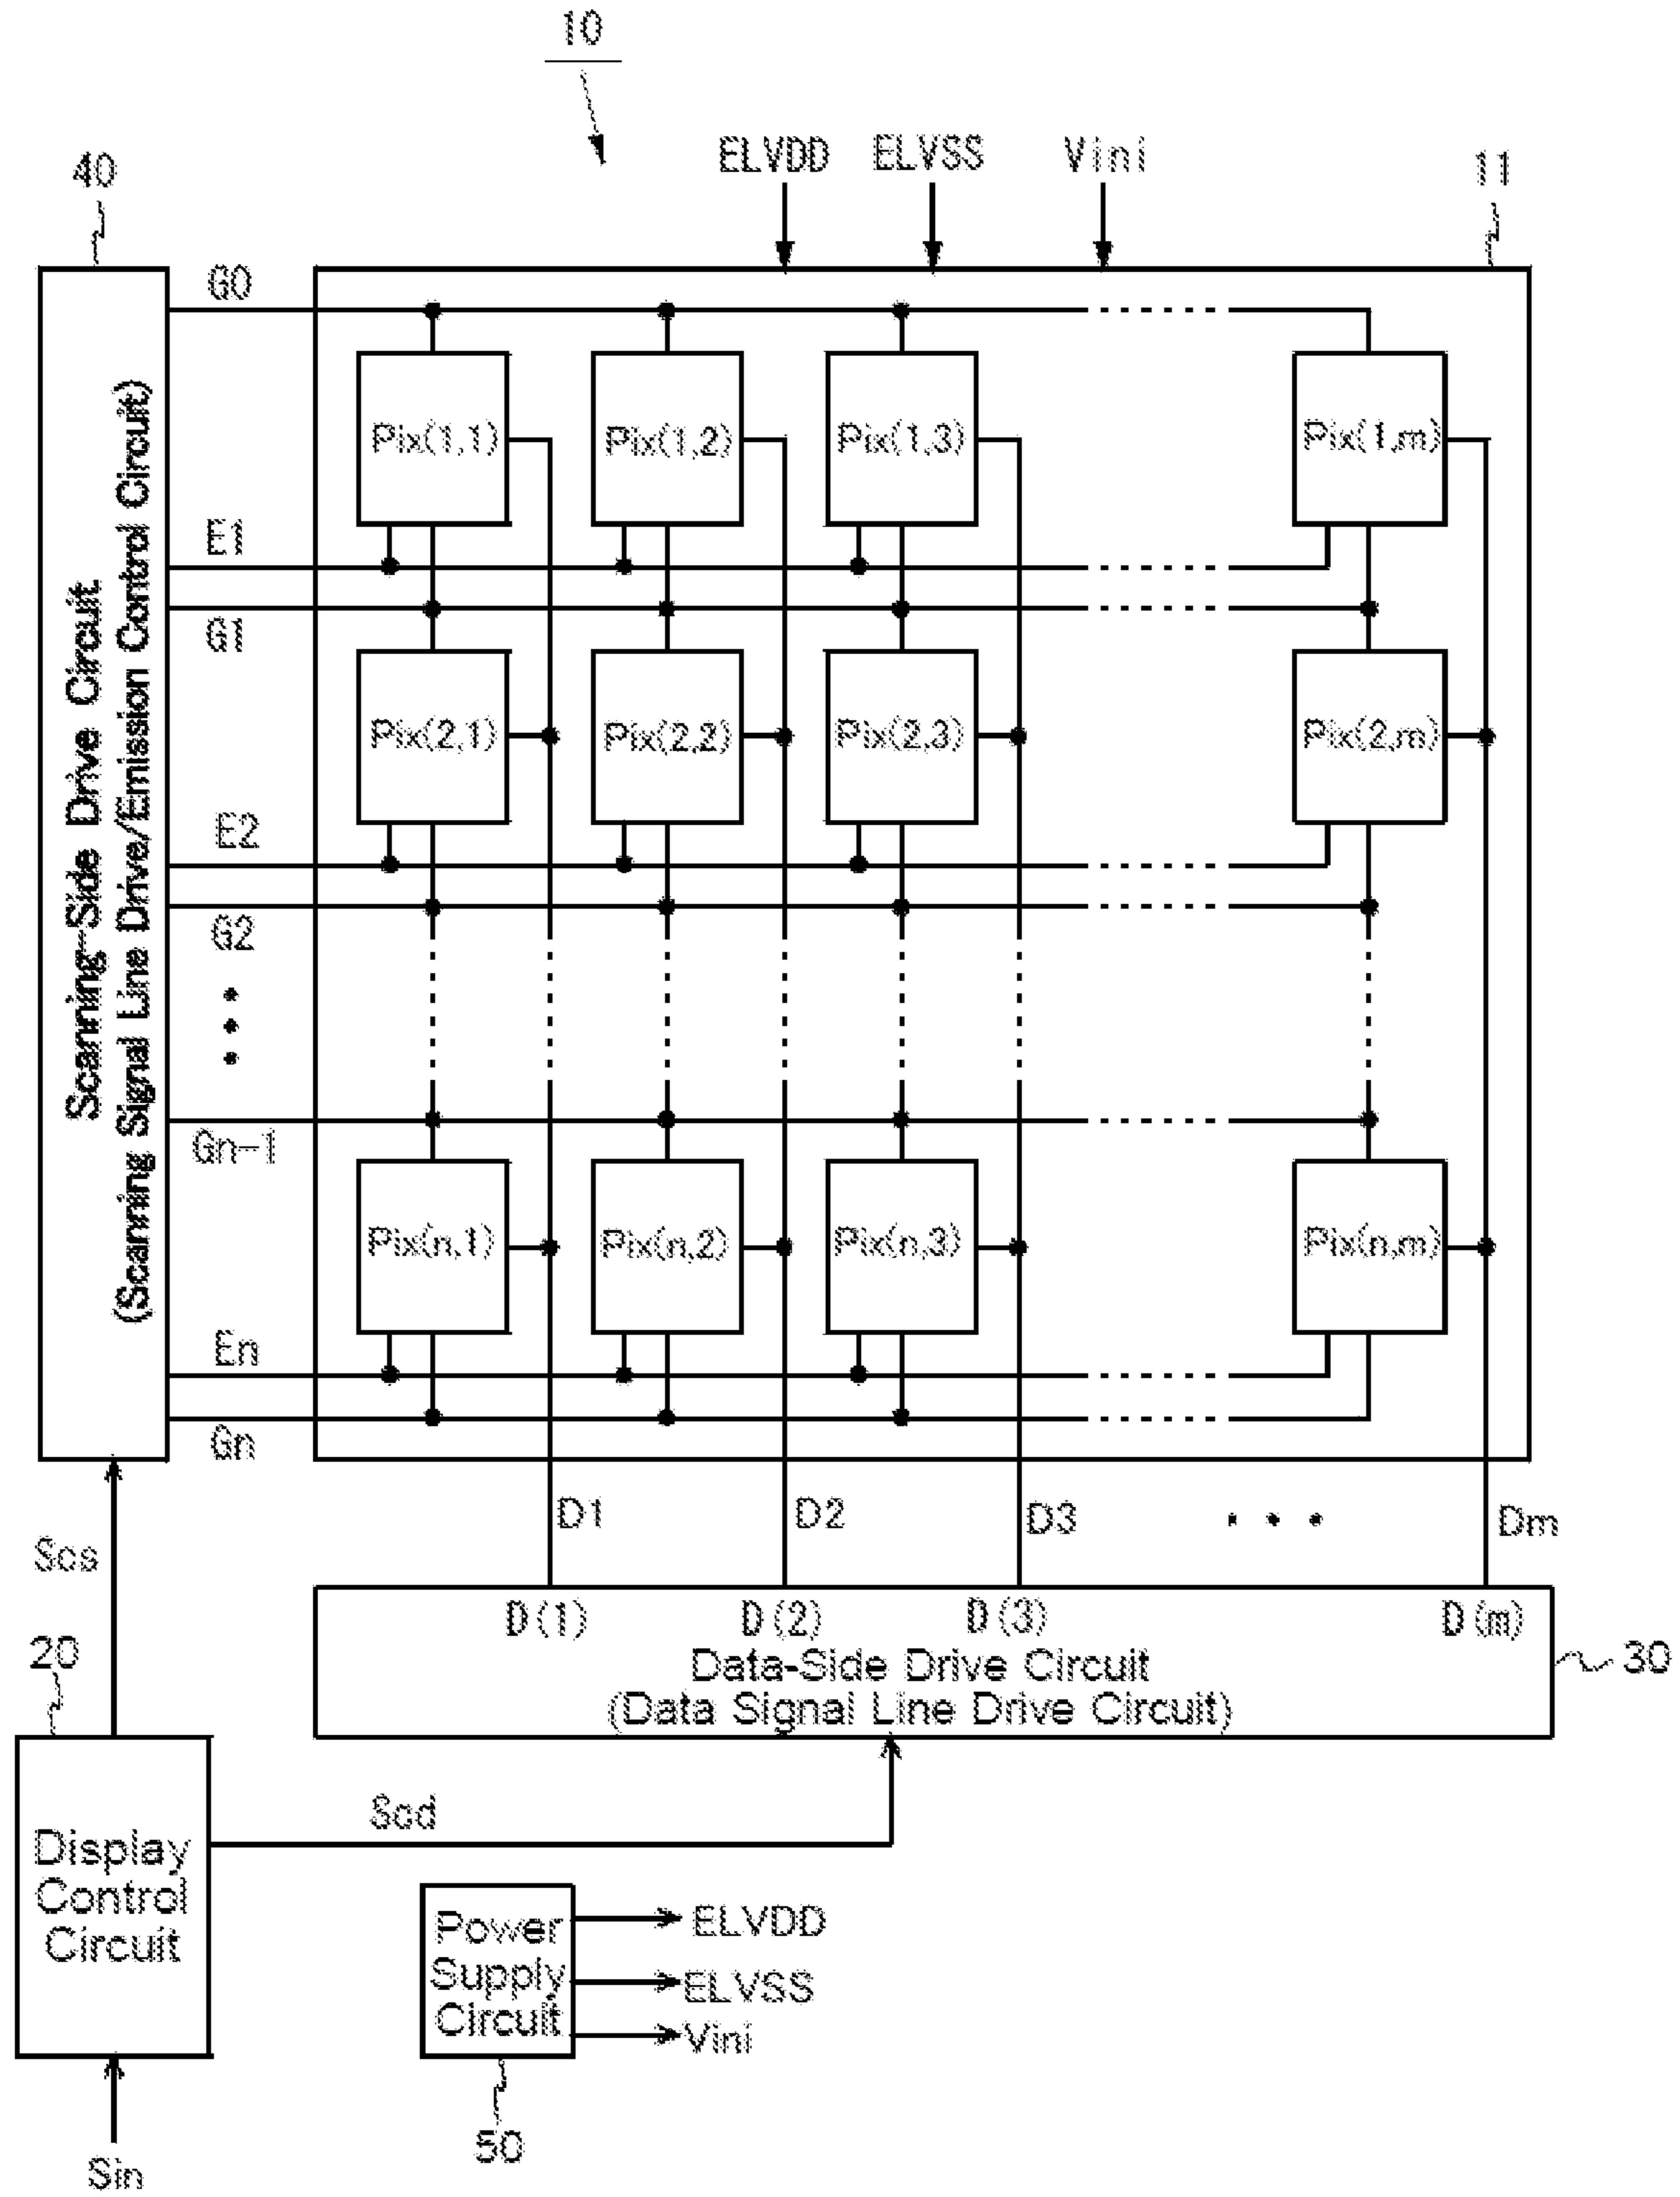 10
40
ELVDD ELVSS Vini
11
G0
Pix(1,1) Pix(1,2) Pix(1,3) Pix(1,m)
E1
G1
Pix(2,1) Pix(2,2) Pix(2,3) Pix(2,m)
E2
G2
Scanning-Side Drive Circuit
(Scanning Signal Line Drive/Emission Control Circuit)
Gn-1
Pix(n,1) Pix(n,2) Pix(n,3) Pix(n,m)
En
Gn
D1 D2 D3 Dm
Scs
D(1) D(2) D(3) D(m)
Data-Side Drive Circuit
(Data Signal Line Drive Circuit)
30
20
Scd
Display
Control
Circuit
Power
Supply
Circuit
ELVDD
ELVSS
Vini
50
Sin